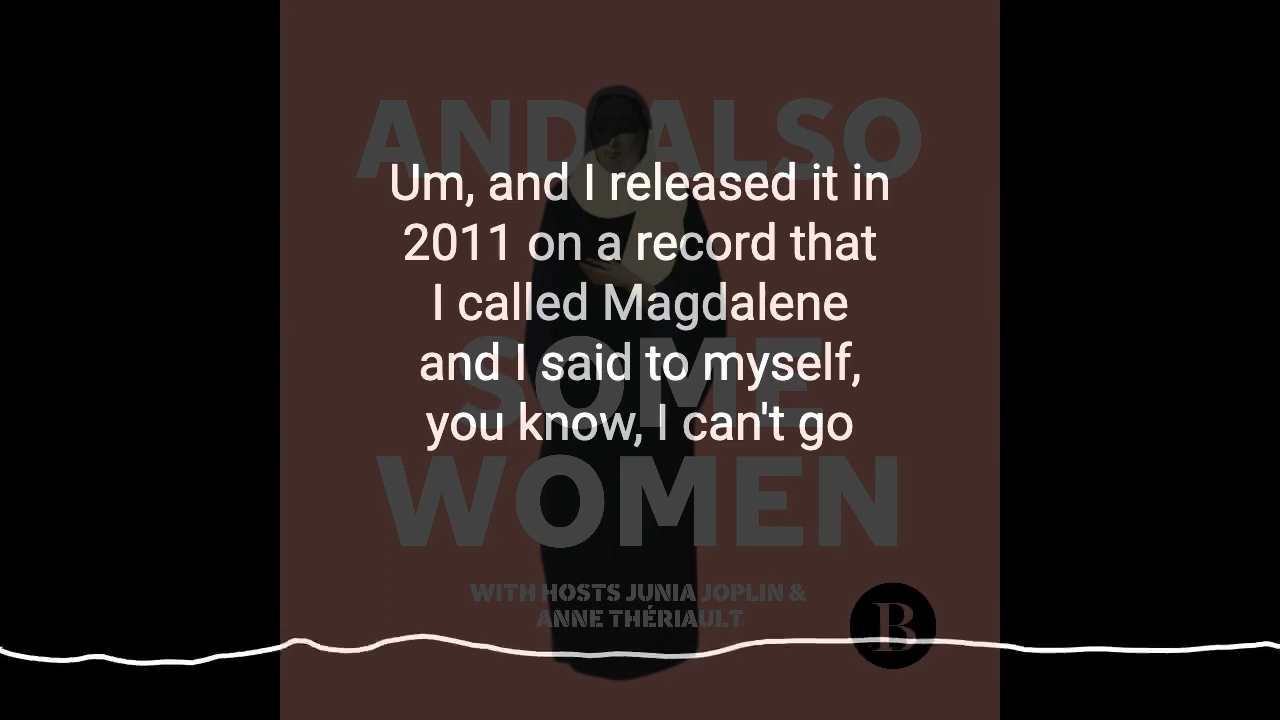 AND ALSO
Um, and I released it in
2011 on a record that
I called Magdalene
and I said to myself,
you know, I can't go
SOME
WOMEN
WITH HOSTS JUNIA JOPLIN &
ANNE THÉRIAULT
B